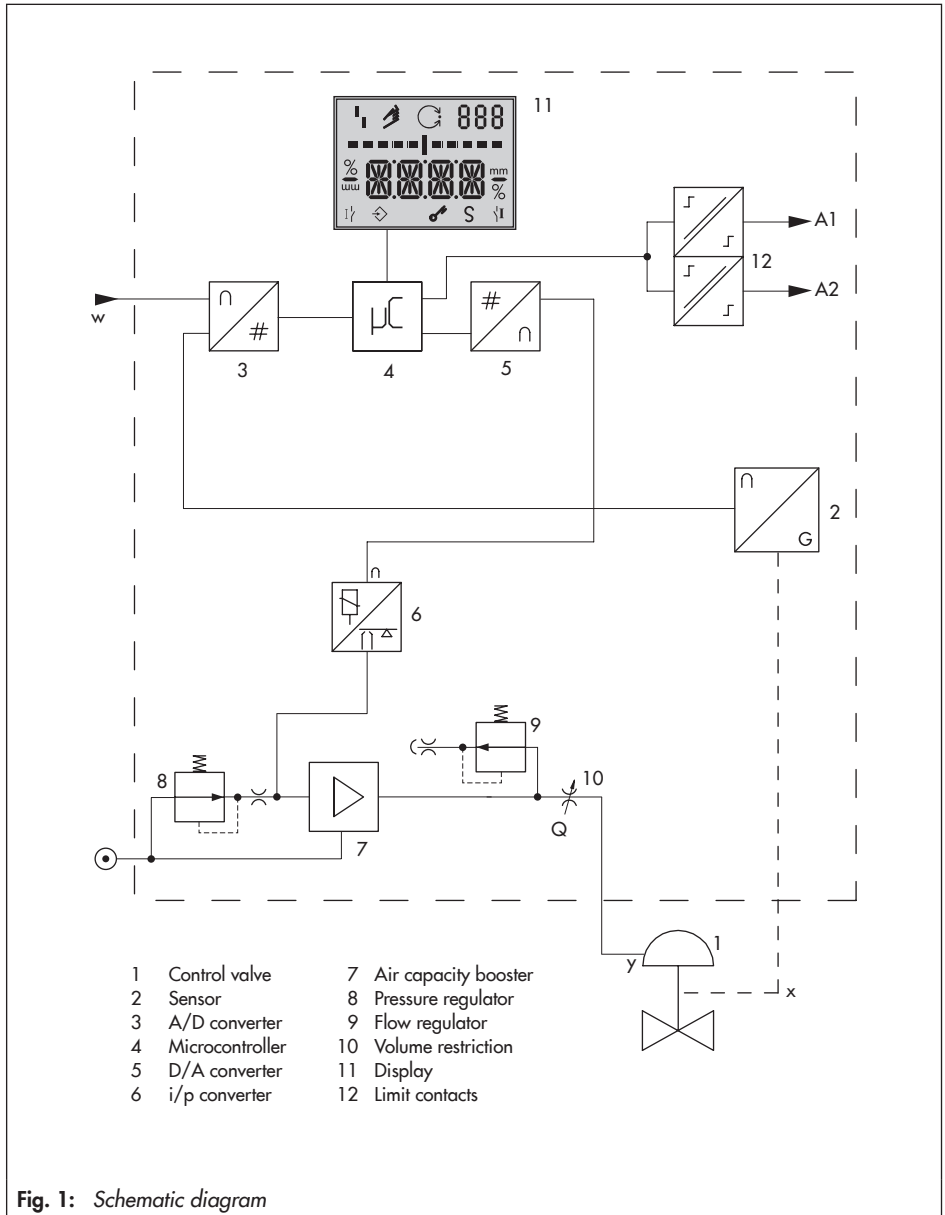 11
888
% mm
mm %
S
A1
12
A2
w
#
µC
#
3
4
5
2
G
6
9
8
10
Q
7
1
y
x
1 Control valve
2 Sensor
3 A/D converter
4 Microcontroller
5 D/A converter
6 i/p converter
7 Air capacity booster
8 Pressure regulator
9 Flow regulator
10 Volume restriction
11 Display
12 Limit contacts
Fig. 1: Schematic diagram